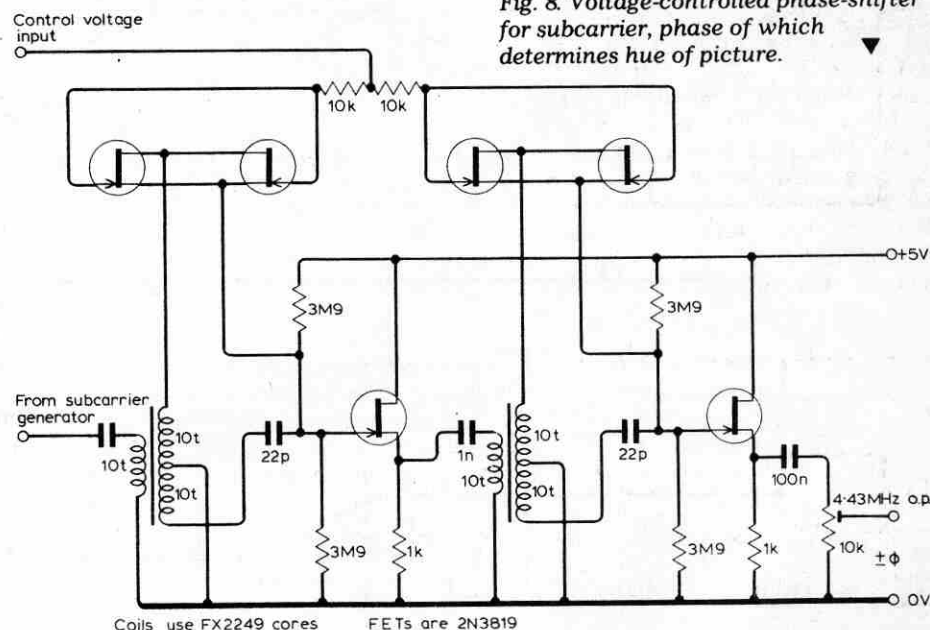 Fig. 8. Voltage-controlled phase-shifter
for subcarrier, phase of which
determines hue of picture.
Control voltage
input
10k 10k
+5V
3M9
3M9
From subcarrier
generator
10t
10t
10t
22p
1n
10t
10t
10t
22p
100n
4·43MHz o.p.
±ϕ
3M9
1k
3M9
1k
10k
0V
Coils use FX2249 cores FETs are 2N3819